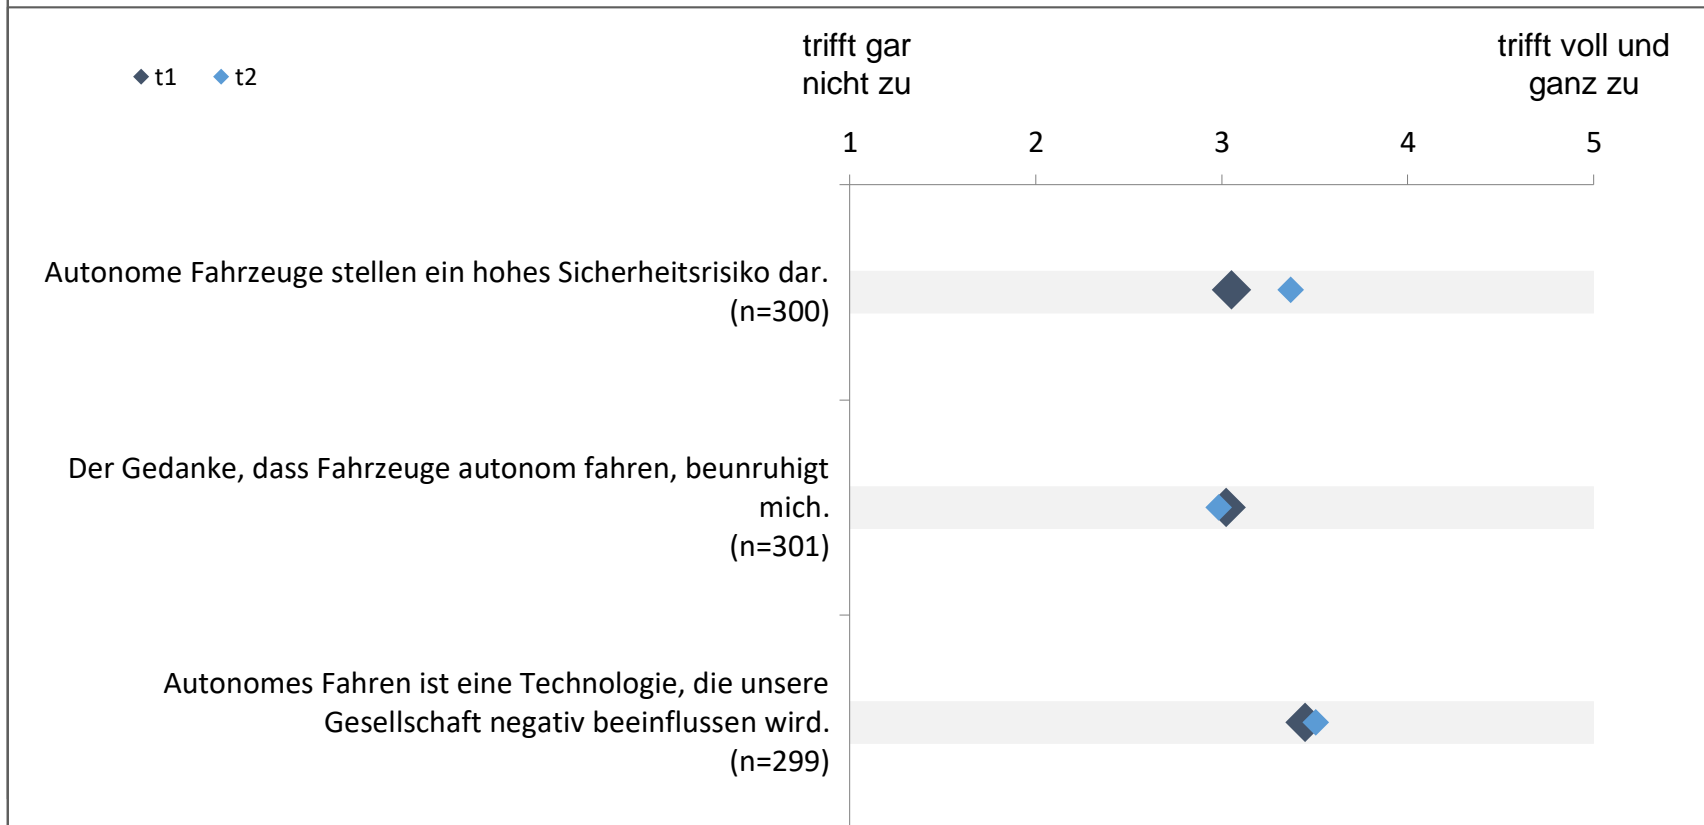 t1 t2
trifft gar
nicht zu
trifft voll und
ganz zu
1 2 3 4 5
Autonome Fahrzeuge stellen ein hohes Sicherheitsrisiko dar.
(n=300)
Der Gedanke, dass Fahrzeuge autonom fahren, beunruhigt
mich.
(n=301)
Autonomes Fahren ist eine Technologie, die unsere
Gesellschaft negativ beeinflussen wird.
(n=299)